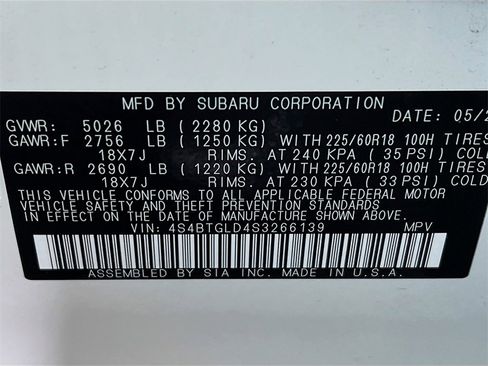 MFD BY SUBARU CORPORATION
DATE: 05/2
GVWR: 5026 LB (2280 KG)
GAWR:F 2756 LB (1250 KG) WITH 225/60R18 100H TIRES
18X7J RIMS. AT 240 KPA (35 PSI) COLD
GAWR:R 2690 LB (1220 KG) WITH 225/60R18 100H TIRES
18X7J RIMS. AT 230 KPA (33 PSI) COLD
THIS VEHICLE CONFORMS TO ALL APPLICABLE FEDERAL MOTOR
VEHICLE SAFETY, BUMPER, AND THEFT PREVENTION STANDARDS
IN EFFECT ON THE DATE OF MANUFACTURE SHOWN ABOVE.
VIN: 4S4BTGLD4S3266139 MPV
ASSEMBLED BY SIA INC. MADE IN U.S.A.